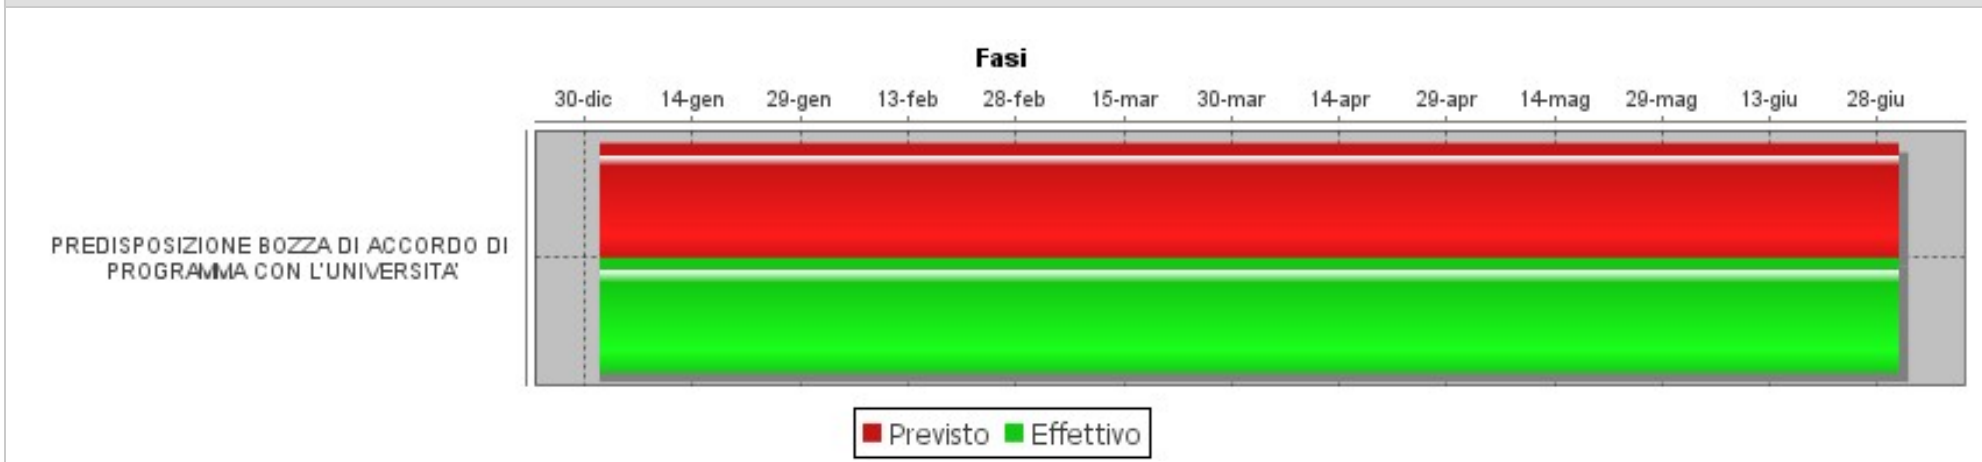 Fasi
30-dic 14-gen 29-gen 13-feb 28-feb 15-mar 30-mar 14-apr 29-apr 14-mag 29-mag 13-giu 28-giu
PREDISPOSIZIONE BOZZA DI ACCORDO DI
PROGRAMMA CON L'UNIVERSITA'
Previsto Effettivo